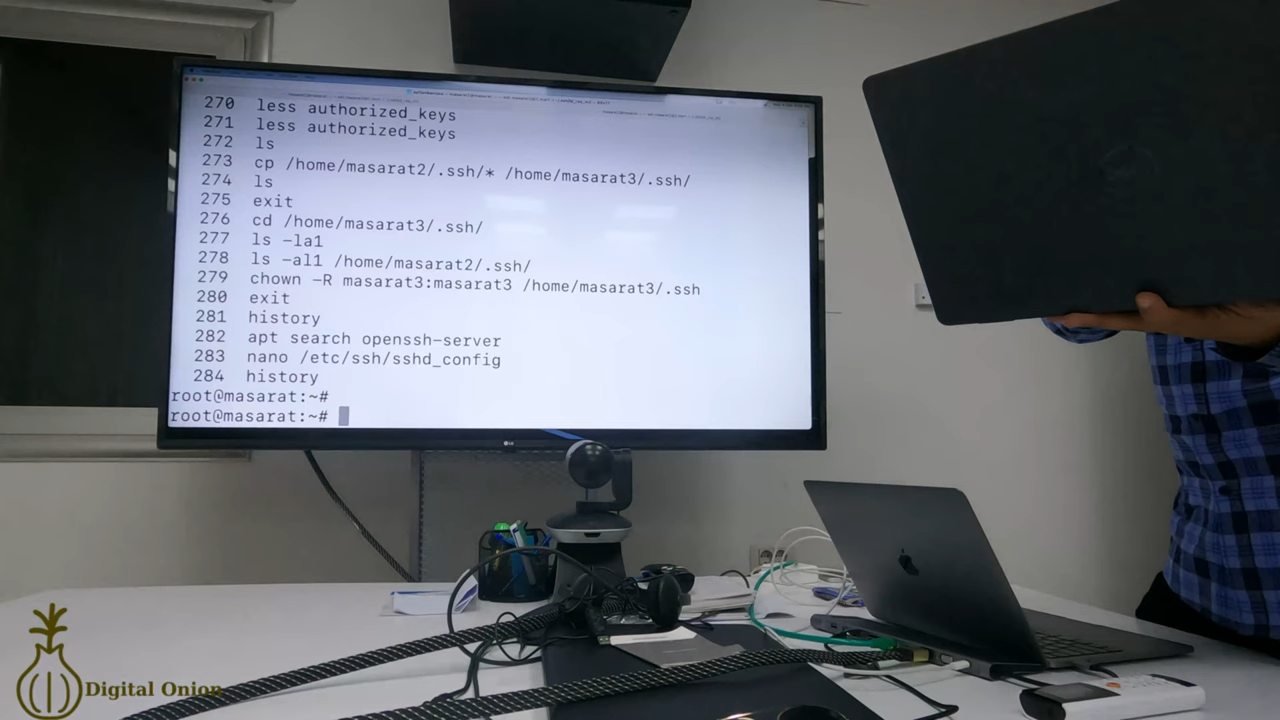 270 less authorized_keys
271 less authorized_keys
272 ls
273 cp /home/masarat2/.ssh/* /home/masarat3/.ssh/
274 ls
275 exit
276 cd /home/masarat3/.ssh/
277 ls -la1
278 ls -al1 /home/masarat2/.ssh/
279 chown -R masarat3:masarat3 /home/masarat3/.ssh
280 exit
281 history
282 apt search openssh-server
283 nano /etc/ssh/sshd_config
284 history
root@masarat:~#
root@masarat:~#
LG
Digital Onion